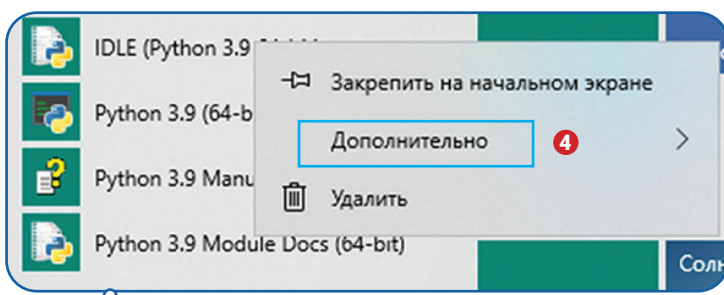 IDLE (Python 3.9
Закрепить на начальном экране
Python 3.9 (64-b
Дополнительно
4
Python 3.9 Manu
Удалить
Python 3.9 Module Docs (64-bit)
Солн